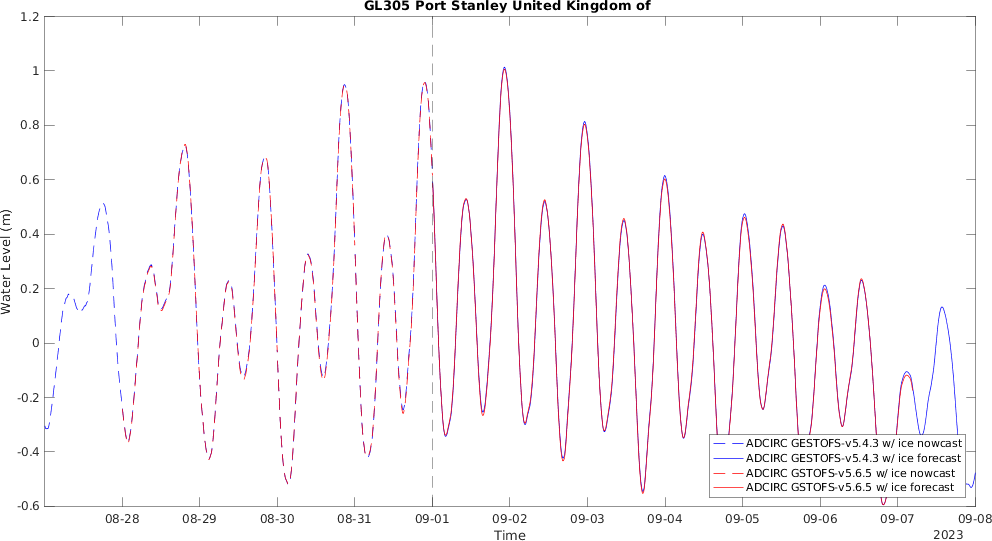 GL305 Port Stanley United Kingdom of
1.2
1
0.8
0.6
0.4
0.2
0
-0.2
-0.4
-0.6
Water Level (m)
ADCIRC GESTOFS-v5.4.3 w/ ice nowcast
ADCIRC GESTOFS-v5.4.3 w/ ice forecast
ADCIRC GSTOFS-v5.6.5 w/ ice nowcast
ADCIRC GSTOFS-v5.6.5 w/ ice forecast
08-28 08-29 08-30 08-31 09-01 09-02 09-03 09-04 09-05 09-06 09-07 09-08
Time
2023